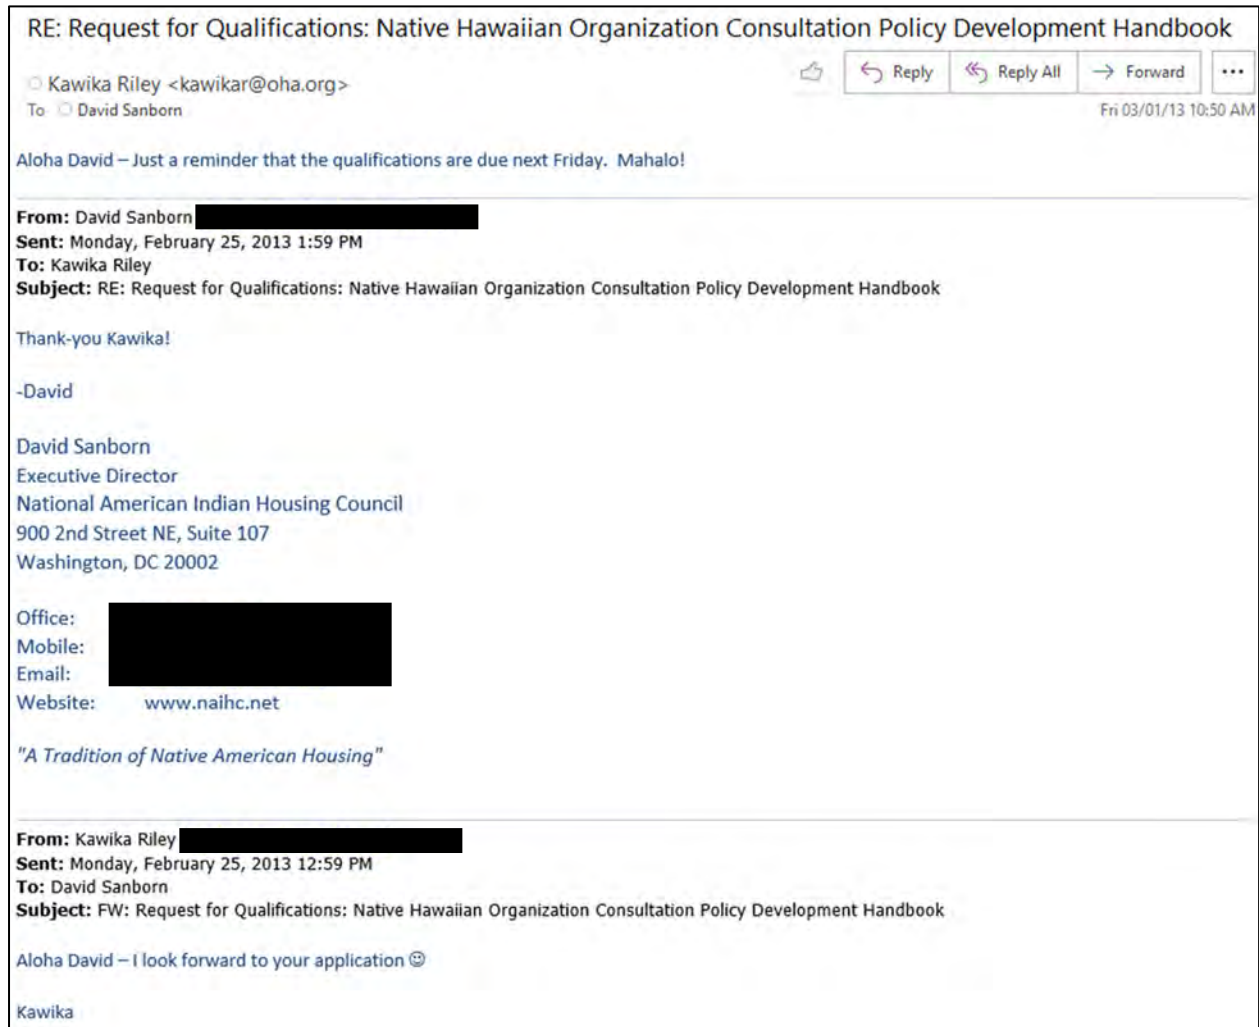 RE: Request for Qualifications: Native Hawaiian Organization Consultation Policy Development Handbook
Kawika Riley <kawikar@oha.org>
Reply Reply All Forward ...
To David Sanborn
Fri 03/01/13 10:50 AM
Aloha David – Just a reminder that the qualifications are due next Friday. Mahalo!
From: David Sanborn
Sent: Monday, February 25, 2013 1:59 PM
To: Kawika Riley
Subject: RE: Request for Qualifications: Native Hawaiian Organization Consultation Policy Development Handbook
Thank-you Kawika!
-David
David Sanborn
Executive Director
National American Indian Housing Council
900 2nd Street NE, Suite 107
Washington, DC 20002
Office:
Mobile:
Email:
Website: www.naihc.net
"A Tradition of Native American Housing"
From: Kawika Riley
Sent: Monday, February 25, 2013 12:59 PM
To: David Sanborn
Subject: FW: Request for Qualifications: Native Hawaiian Organization Consultation Policy Development Handbook
Aloha David – I look forward to your application ☺
Kawika